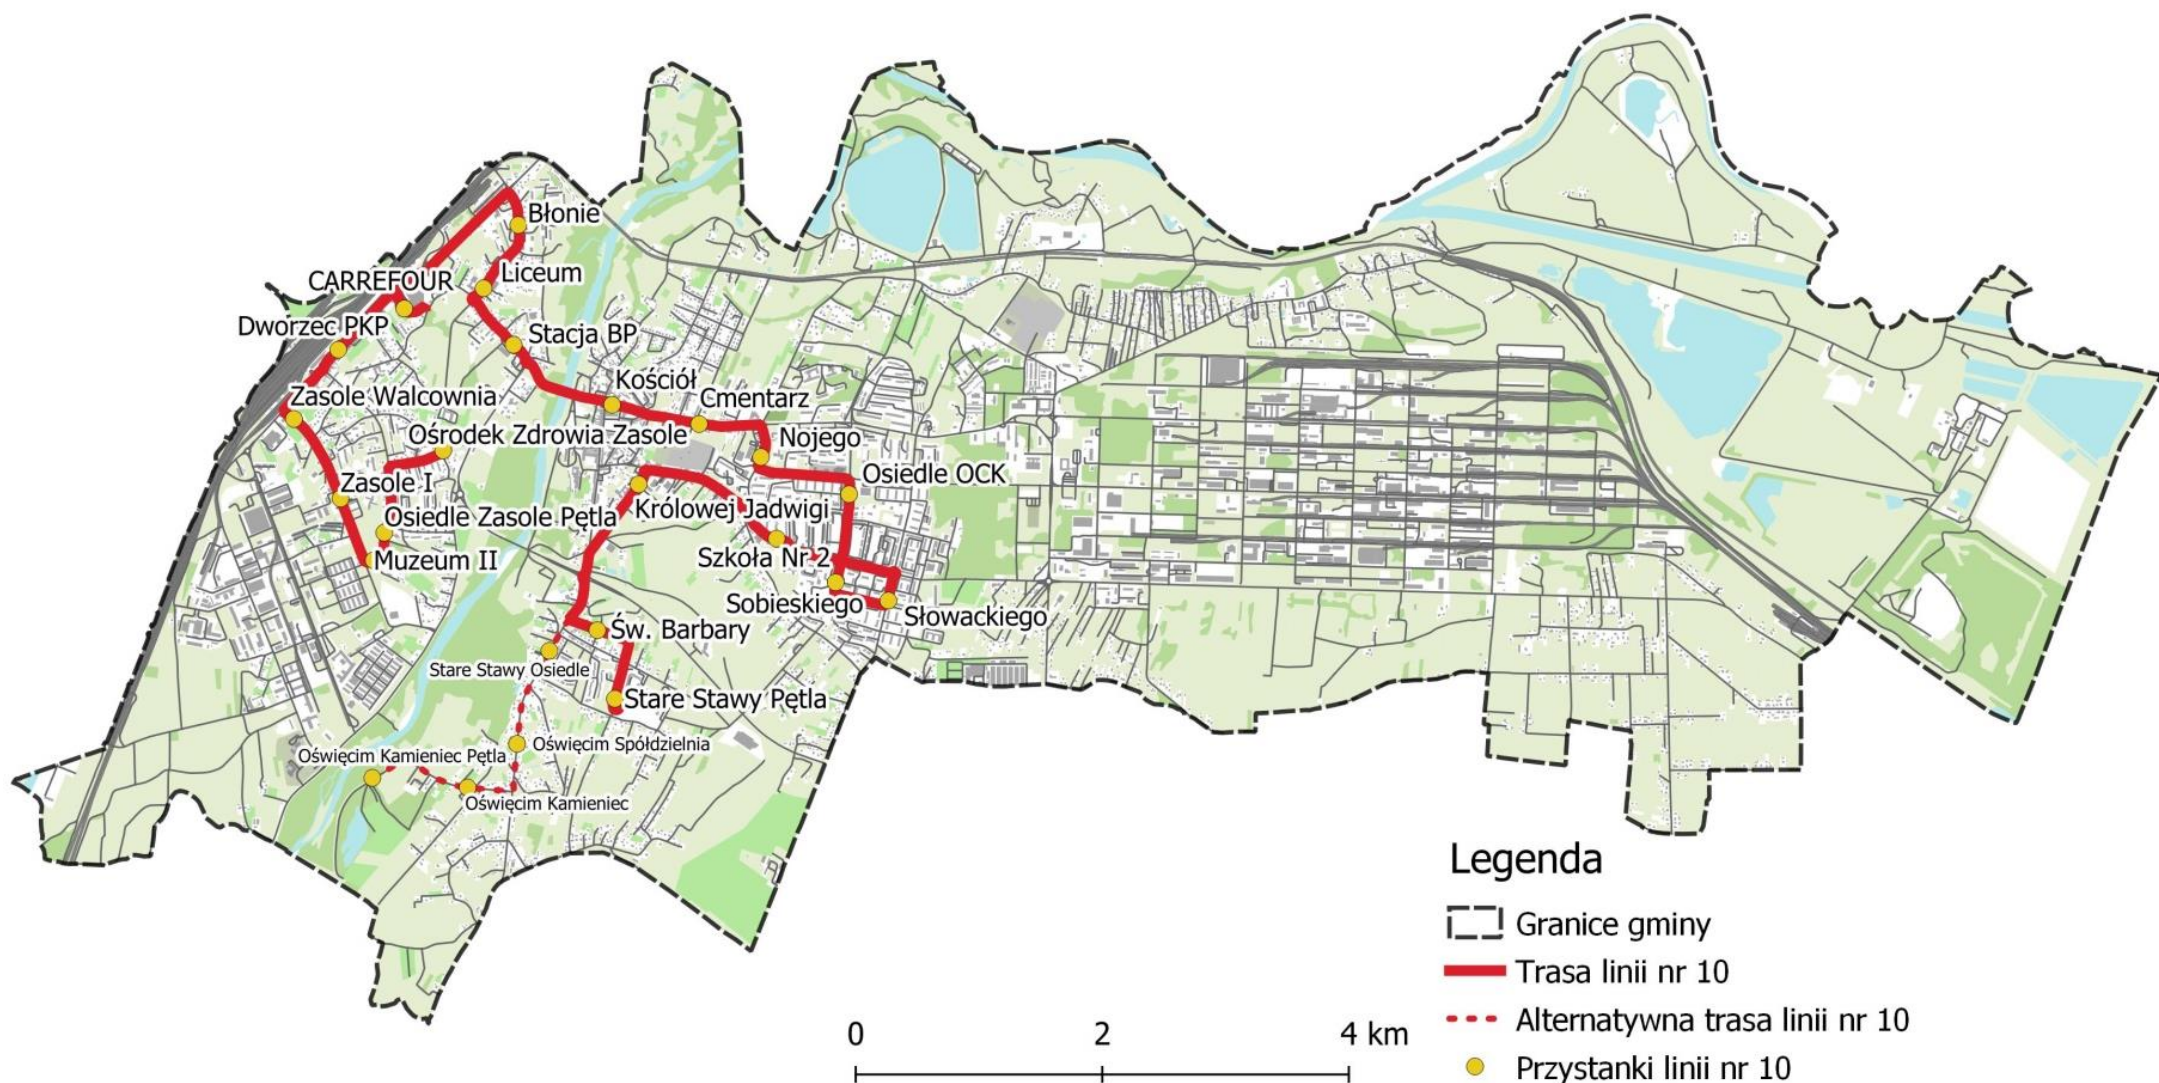 Błonie
Liceum
CARREFOUR
Dworzec PKP
Stacja BP
Kościół
Cmentarz
Zasole Walcownia
Ośrodek Zdrowia Zasole
Nojego
Osiedle OCK
Zasole I
Królowej Jadwigi
Osiedle Zasole Pętla
Muzeum II
Szkoła Nr 2
Sobieskiego
Słowackiego
Św. Barbary
Stare Stawy Osiedle
Stare Stawy Pętla
Oświęcim Spółdzielnia
Oświęcim Kamieniec Pętla
Oświęcim Kamieniec
Legenda
Granice gminy
Trasa linii nr 10
Alternatywna trasa linii nr 10
Przystanki linii nr 10
0 2 4 km